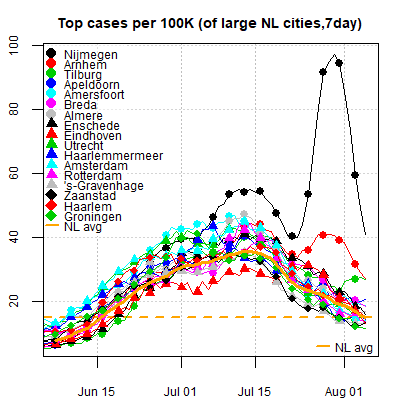 Top cases per 100K (of large NL cities,7day)
100
80
60
40
20
Nijmegen
Arnhem
Tilburg
Apeldoorn
Amersfoort
Breda
Almere
Enschede
Eindhoven
Utrecht
Haarlemmermeer
Amsterdam
Rotterdam
's-Gravenhage
Zaanstad
Haarlem
Groningen
NL avg
NL avg
Jun 15 Jul 01 Jul 15 Aug 01